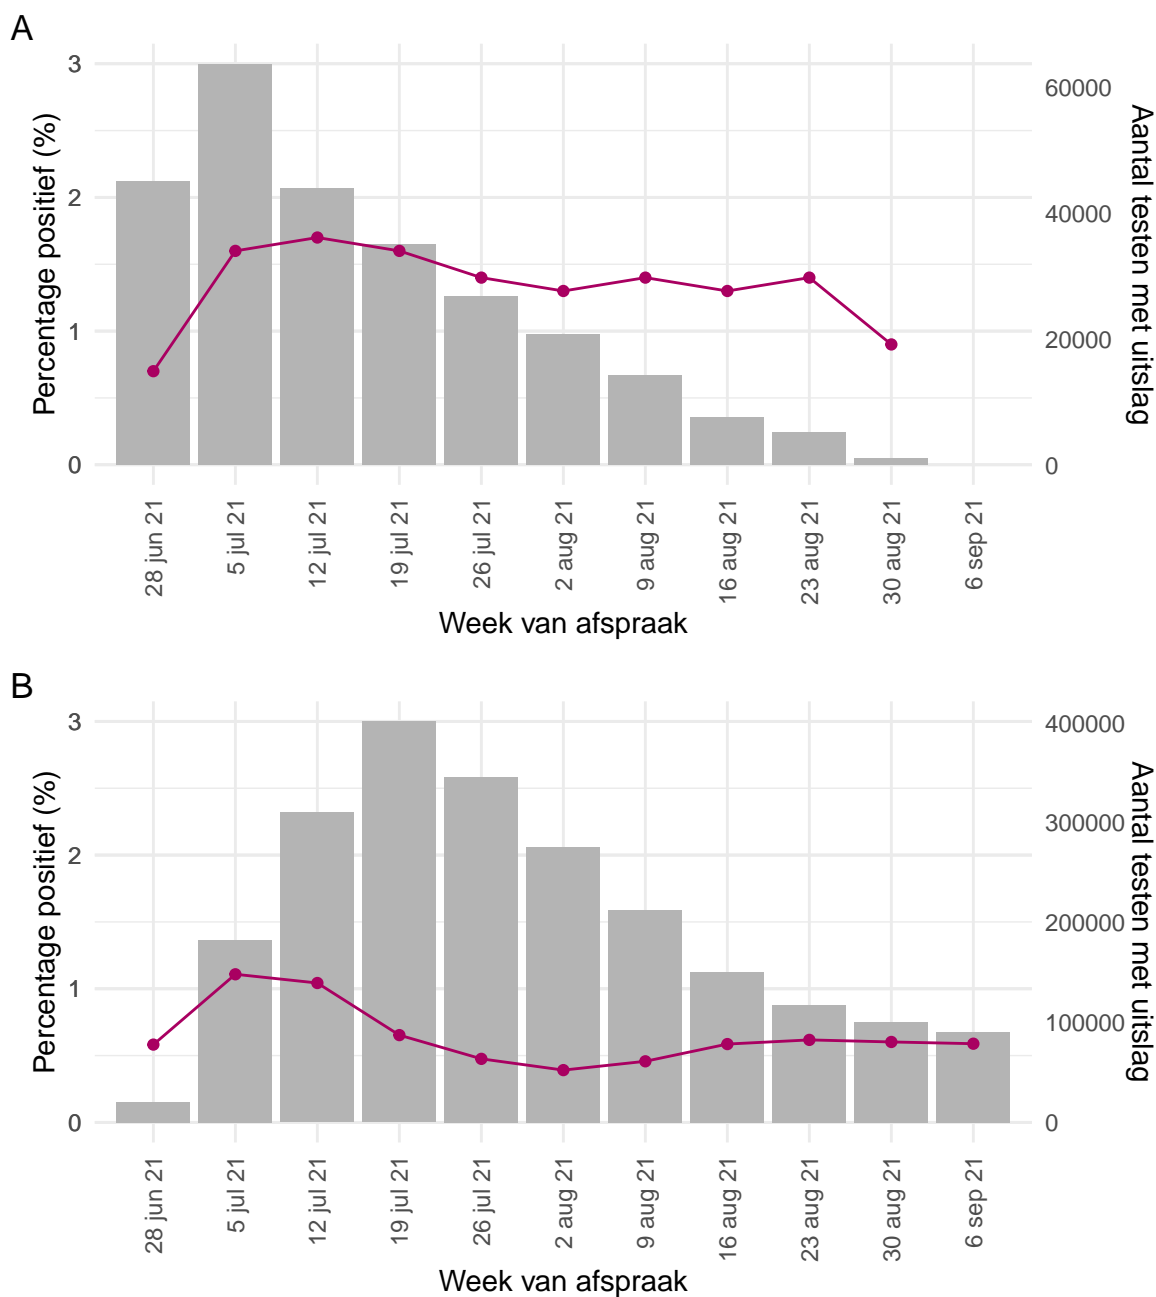 A
Percentage positief (%)
3
2
1
0
60000
40000
20000
0
Aantal testen met uitslag
28 jun 21
5 jul 21
12 jul 21
19 jul 21
26 jul 21
2 aug 21
9 aug 21
16 aug 21
23 aug 21
30 aug 21
6 sep 21
Week van afspraak
B
Percentage positief (%)
3
2
1
0
400000
300000
200000
100000
0
Aantal testen met uitslag
28 jun 21
5 jul 21
12 jul 21
19 jul 21
26 jul 21
2 aug 21
9 aug 21
16 aug 21
23 aug 21
30 aug 21
6 sep 21
Week van afspraak